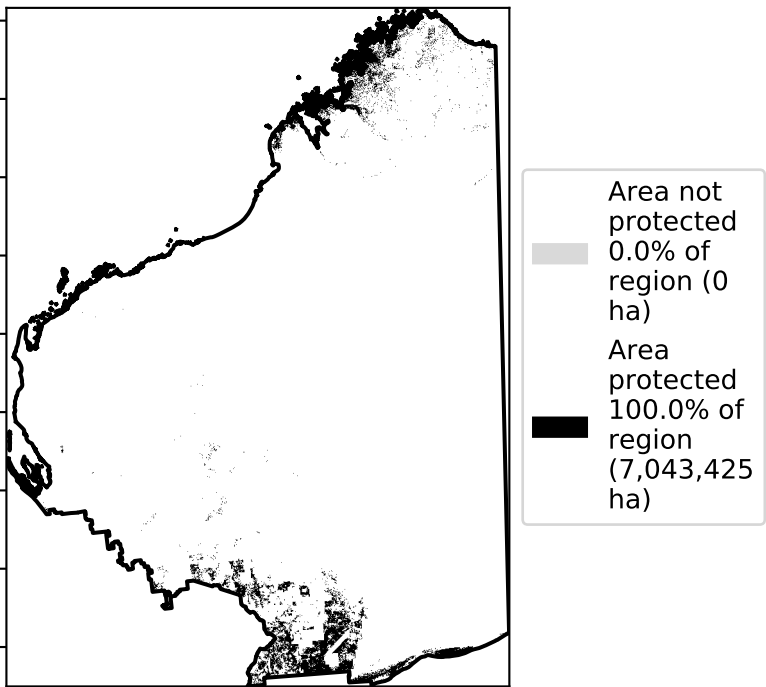 Area not
protected
0.0% of
region (0
ha)
Area
protected
100.0% of
region
(7,043,425
ha)